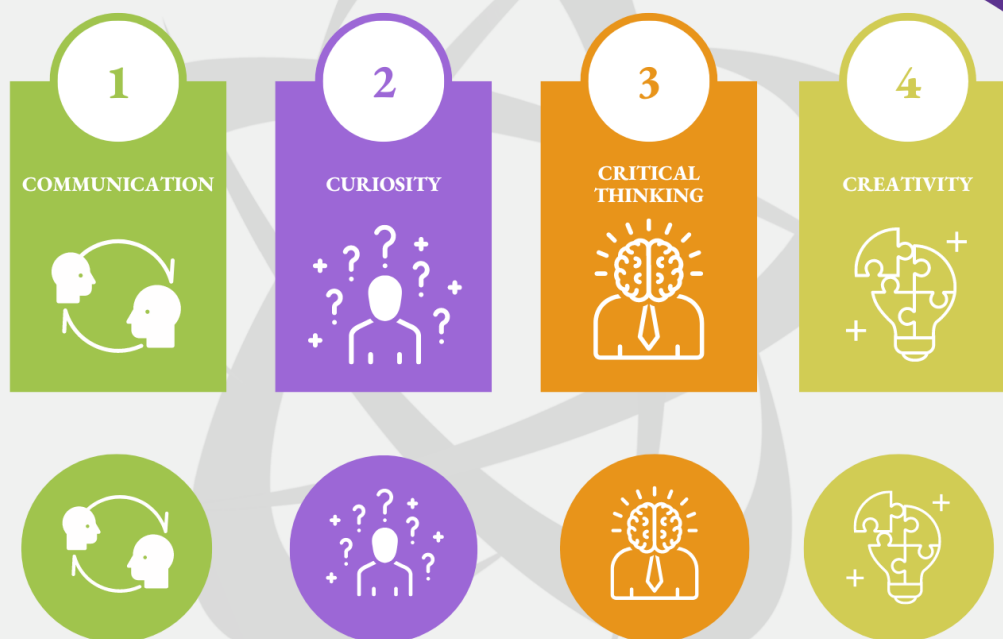 1
2
3
4
COMMUNICATION
CURIOSITY
CRITICAL
THINKING
CREATIVITY